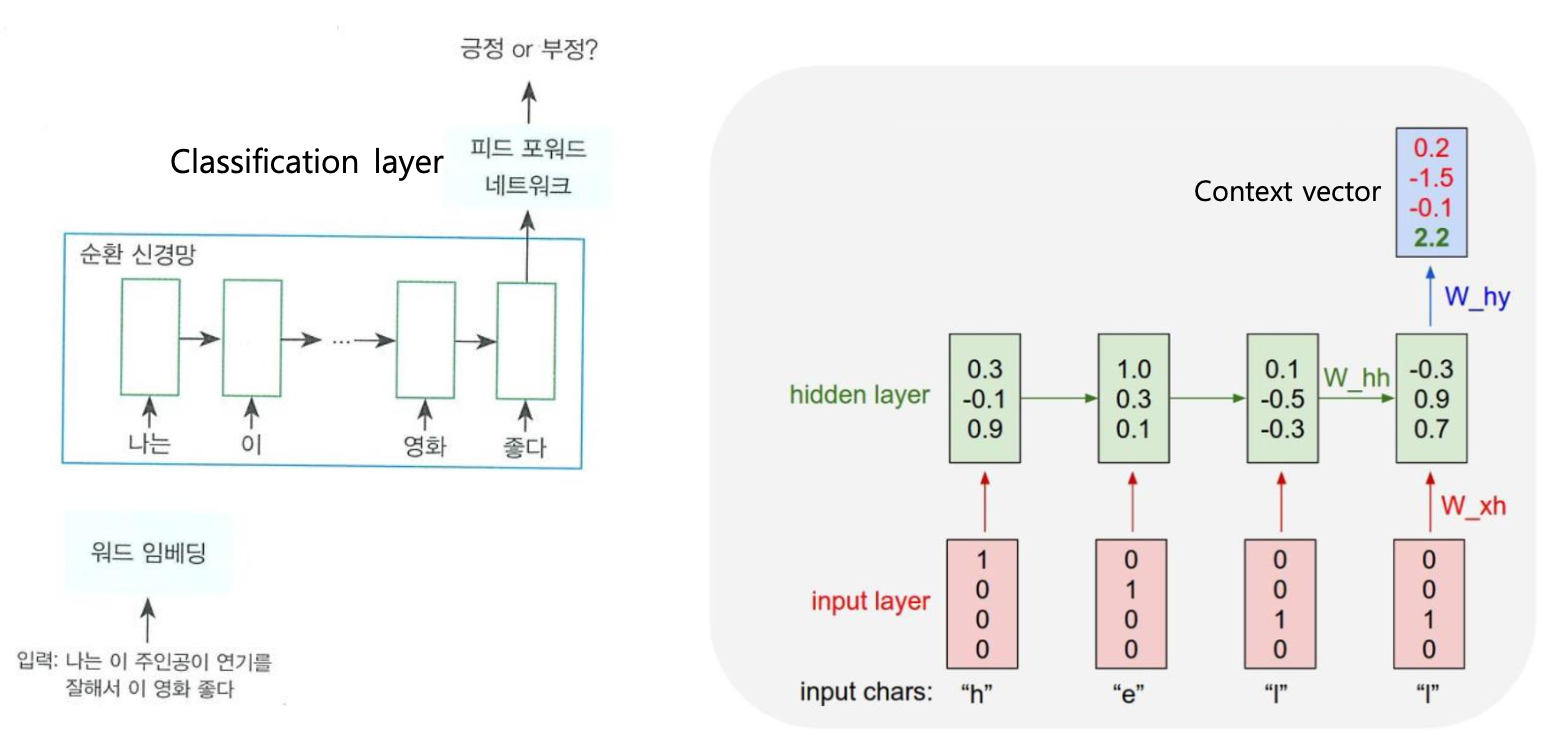 긍정 or 부정?
Classification layer
피드 포워드
네트워크
순환 신경망
...
나는 이 영화 좋다
워드 임베딩
입력: 나는 이 주인공이 연기를
잘해서 이 영화 좋다
Context vector
0.2
-1.5
-0.1
2.2
W_hy
hidden layer
0.3
-0.1
0.9
1.0
0.3
0.1
0.1
-0.5
-0.3
W_hh
-0.3
0.9
0.7
W_xh
input layer
1
0
0
0
0
1
0
0
0
0
1
0
0
0
1
0
input chars: “h” “e” “l” “l”